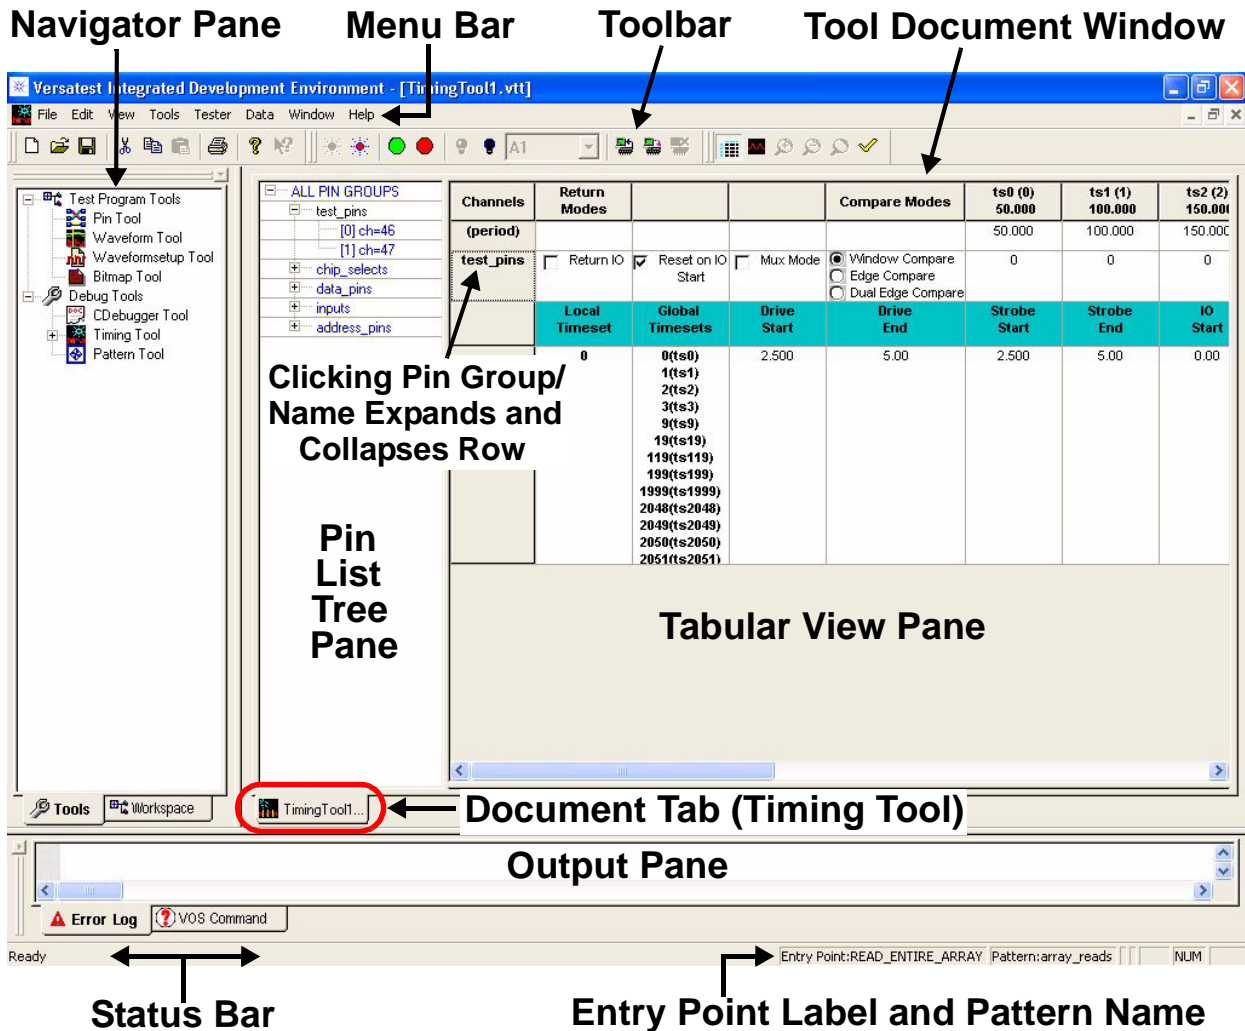 Navigator Pane Menu Bar Toolbar Tool Document Window
Versatest Integrated Development Environment - [TimingTool1.vtt]
File Edit View Tools Tester Data Window Help
A1
Test Program Tools
Pin Tool
Waveform Tool
Waveformsetup Tool
Bitmap Tool
Debug Tools
CDebugger Tool
Timing Tool
Pattern Tool
ALL PIN GROUPS
test_pins
[0] ch=46
[1] ch=47
chip_selects
data_pins
inputs
address_pins
Channels Return Modes Compare Modes ts0 (0) 50.000 ts1 (1) 100.000 ts2 (2) 150.000
(period) 50.000 100.000 150.000
test_pins Return IO Reset on IO Start Mux Mode Window Compare 0 0 0
Edge Compare
Dual Edge Compare
Local Timeset Global Timesets Drive Start Drive End Strobe Start Strobe End IO Start
0 0(ts0) 2.500 5.00 2.500 5.00 0.00
1(ts1)
2(ts2)
3(ts3)
9(ts9)
19(ts19)
119(ts119)
199(ts199)
1999(ts1999)
2048(ts2048)
2049(ts2049)
2050(ts2050)
2051(ts2051)
Clicking Pin Group/
Name Expands and
Collapses Row
Pin
List
Tree
Pane
Tabular View Pane
Tools Workspace
TimingTool1...
Document Tab (Timing Tool)
Output Pane
Error Log VOS Command
Ready Entry Point:READ_ENTIRE_ARRAY Pattern:array_reads NUM
Status Bar Entry Point Label and Pattern Name